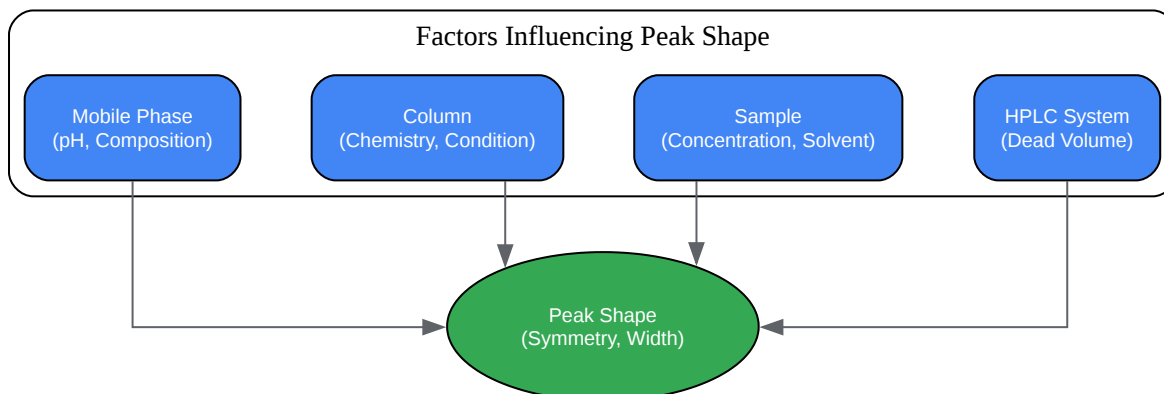 Factors Influencing Peak Shape
Mobile Phase
(pH, Composition)
Column
(Chemistry, Condition)
Sample
(Concentration, Solvent)
HPLC System
(Dead Volume)
Peak Shape
(Symmetry, Width)